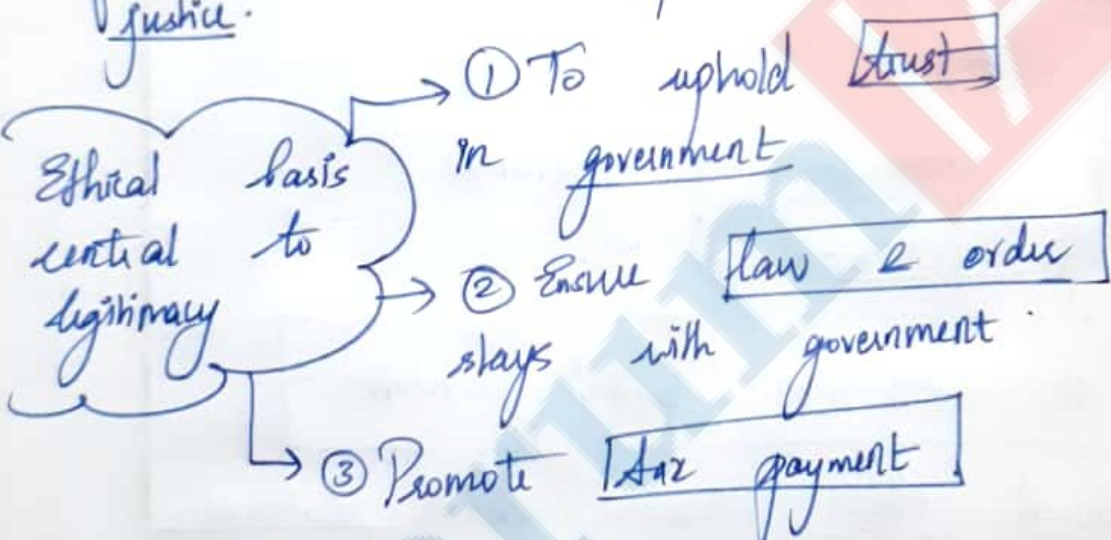 justice.
① To uphold trust
in government
Ethical basis
central to
legitimacy
② Ensure law & order
stays with government.
③ Promote tax payment